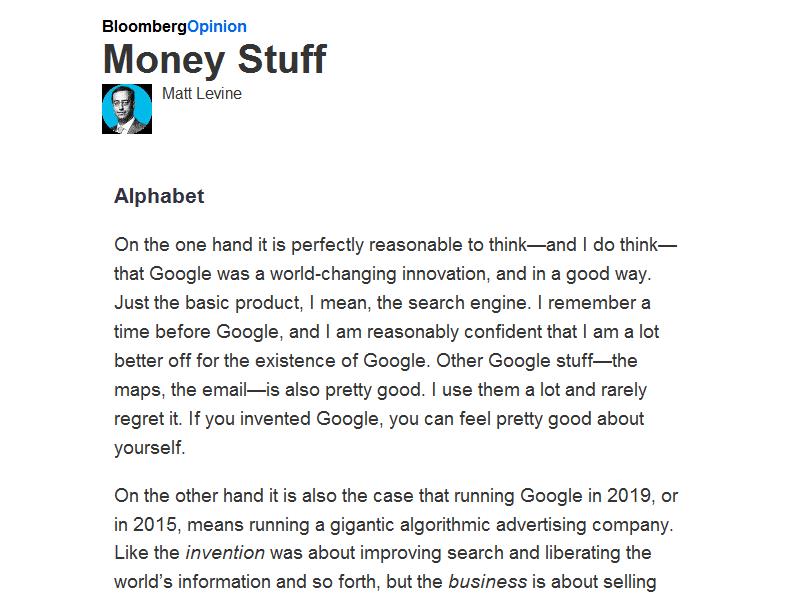 BloombergOpinion
Money Stuff
Matt Levine
Alphabet
On the one hand it is perfectly reasonable to think—and I do think—
that Google was a world-changing innovation, and in a good way.
Just the basic product, I mean, the search engine. I remember a
time before Google, and I am reasonably confident that I am a lot
better off for the existence of Google. Other Google stuff—the
maps, the email—is also pretty good. I use them a lot and rarely
regret it. If you invented Google, you can feel pretty good about
yourself.
On the other hand it is also the case that running Google in 2019, or
in 2015, means running a gigantic algorithmic advertising company.
Like the invention was about improving search and liberating the
world’s information and so forth, but the business is about selling